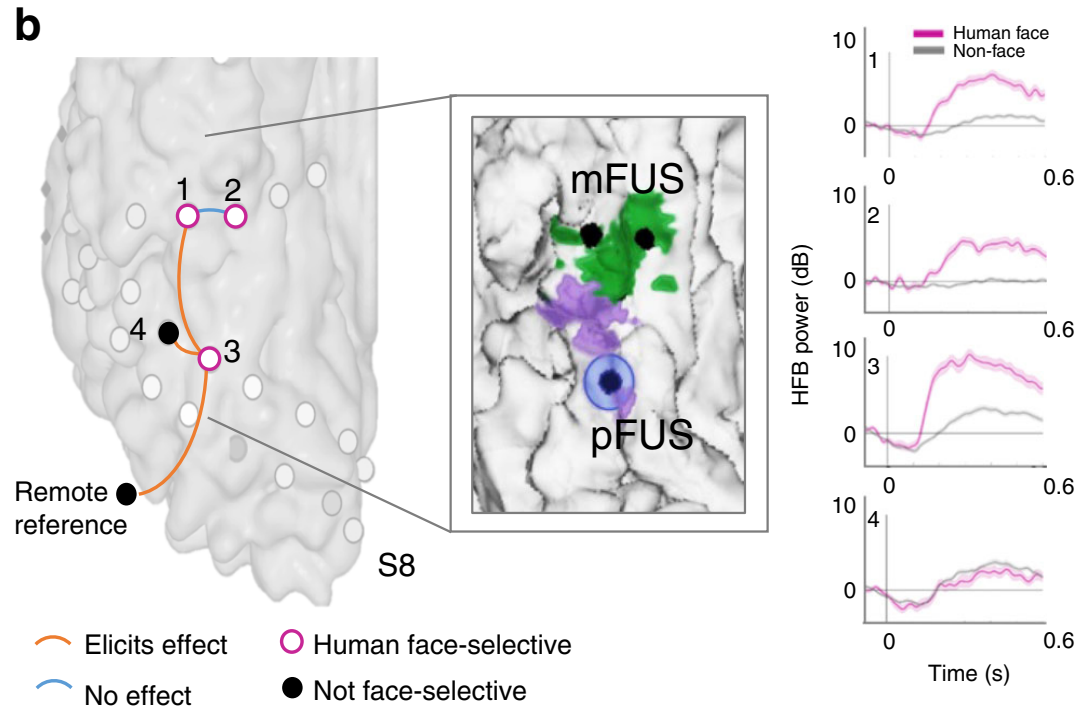 b
1 2
4
3
Remote
reference
S8
mFUS
pFUS
Elicits effect
No effect
Human face-selective
Not face-selective
HFB power (dB)
Human face
Non-face
10
1
0
0 0.6
10
2
0
0 0.6
10
3
0
0 0.6
10
4
0
0 0.6
Time (s)